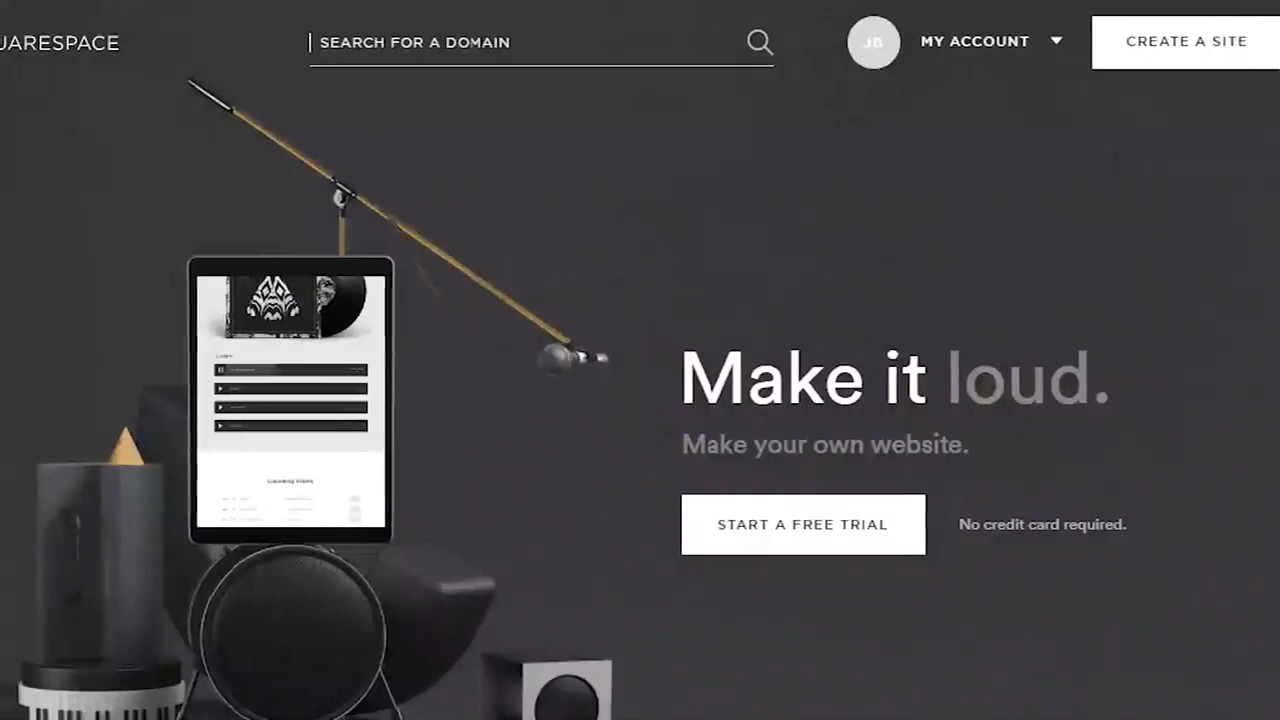 UARESPACE
SEARCH FOR A DOMAIN
JB
MY ACCOUNT
CREATE A SITE
Make it loud.
Make your own website.
START A FREE TRIAL
No credit card required.